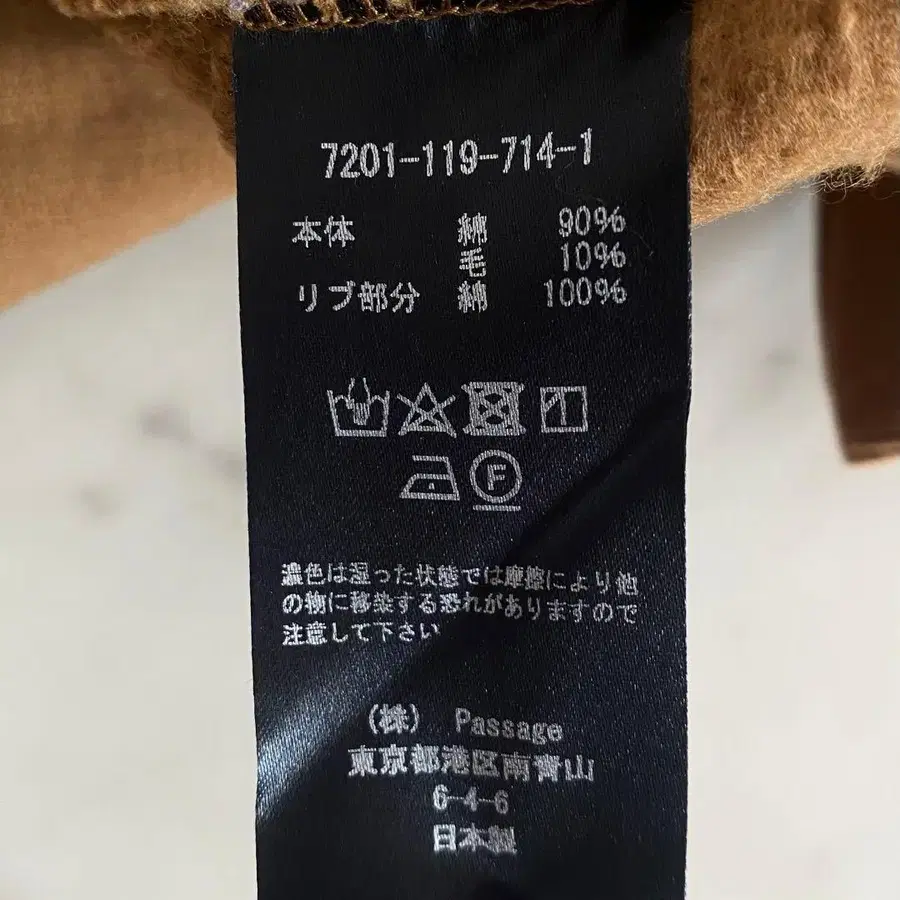 7201-119-714-1
本体 綿 90%
毛 10%
リブ部分 綿 100%
F
濃色は湿った状態では摩擦により他
の物に移染する恐れがありますので
注意して下さい
(株) Passage
東京都港区南青山
6-4-6
日本製